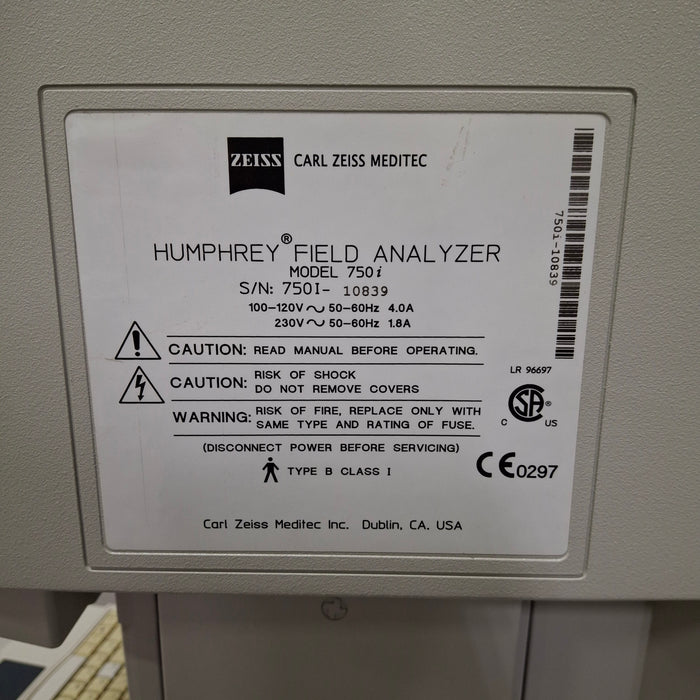 ZEISS CARL ZEISS MEDITEC
HUMPHREY® FIELD ANALYZER
MODEL 750i
S/N: 750I- 10839
100-120V ~ 50-60Hz 4.0A
230V ~ 50-60Hz 1.8A
750i-10839
CAUTION: READ MANUAL BEFORE OPERATING.
CAUTION: RISK OF SHOCK
DO NOT REMOVE COVERS
WARNING: RISK OF FIRE, REPLACE ONLY WITH
SAME TYPE AND RATING OF FUSE.
(DISCONNECT POWER BEFORE SERVICING)
TYPE B CLASS I
LR 96697
C SA® US
CE0297
Carl Zeiss Meditec Inc. Dublin, CA. USA